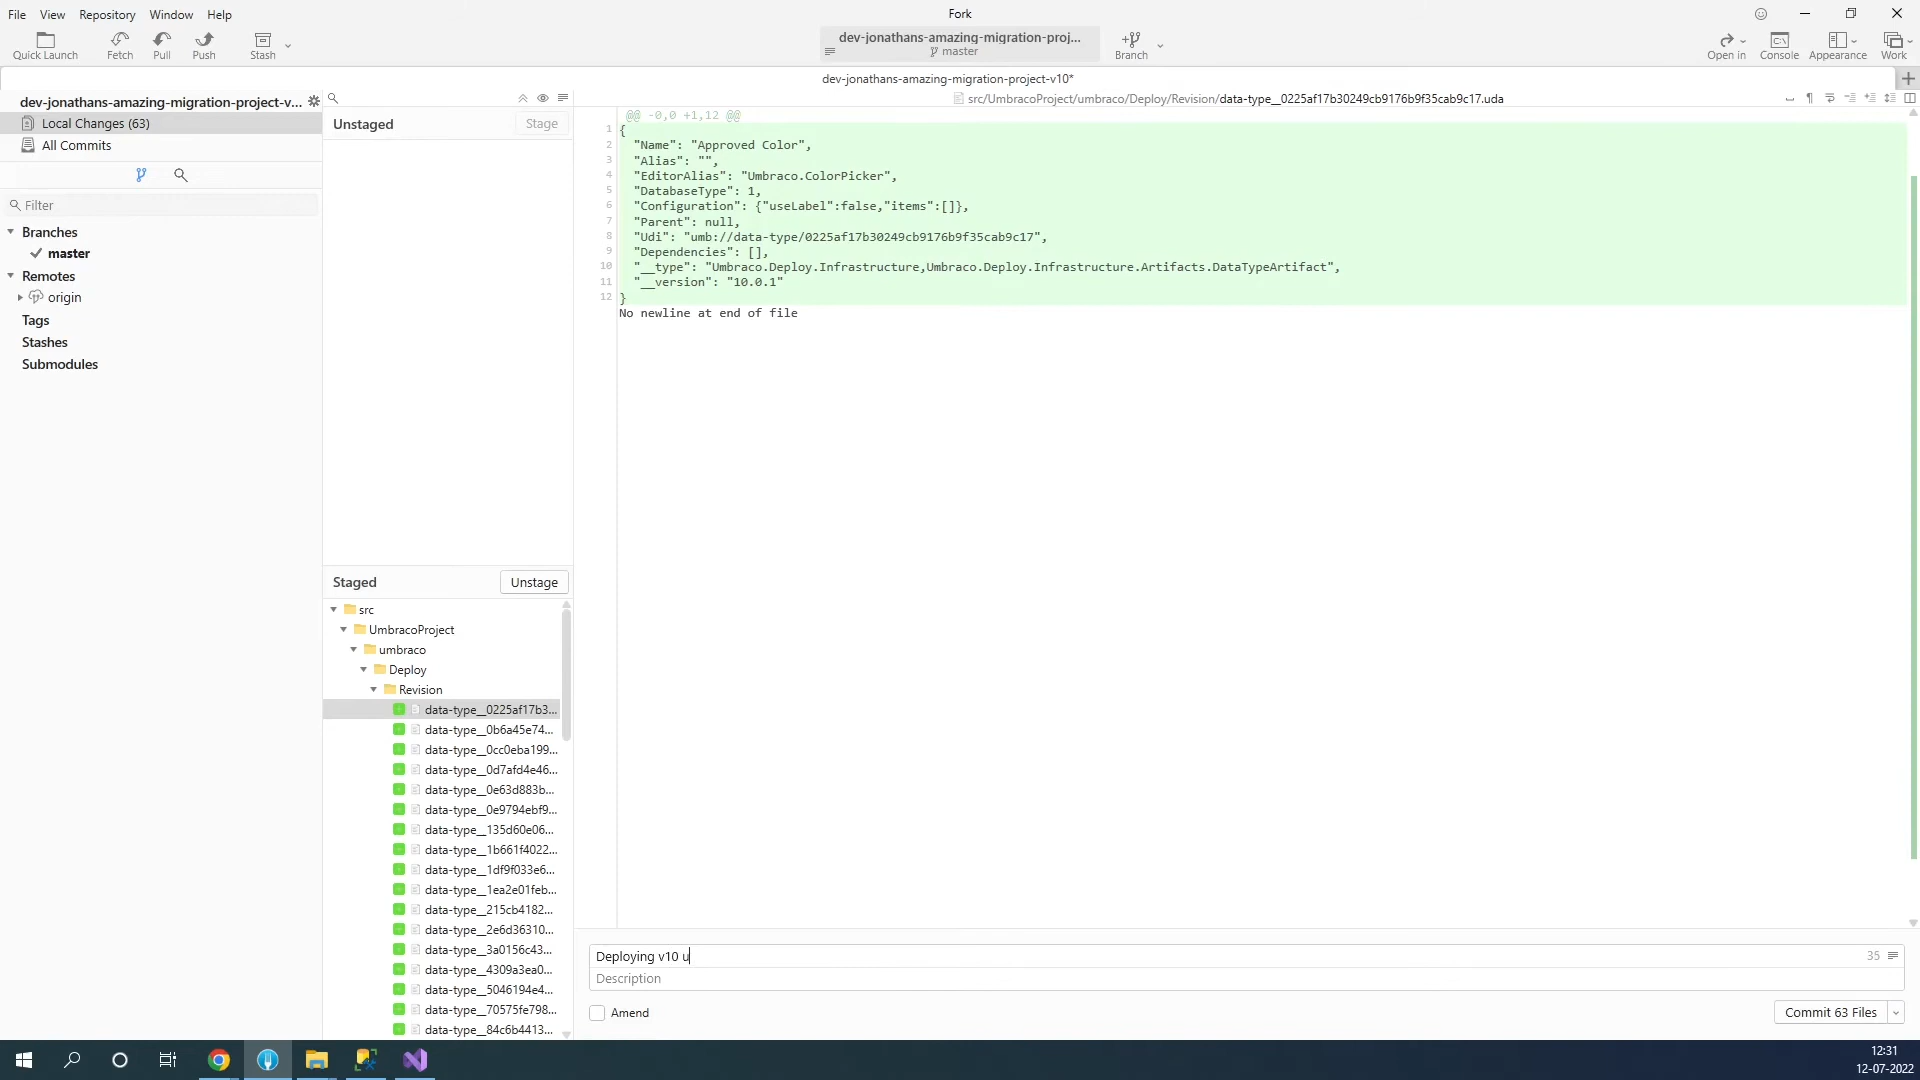 File View Repository Window Help
Fork
Quick Launch
Fetch
Pull
Push
Stash
dev-jonathans-amazing-migration-proj...
master
Branch
Open in
Console
Appearance
Work
dev-jonathans-amazing-migration-project-v10*
dev-jonathans-amazing-migration-project-v...
Local Changes (63)
All Commits
Filter
Branches
master
Remotes
origin
Tags
Stashes
Submodules
Unstaged
Stage
Staged
Unstage
src
UmbracoProject
umbraco
Deploy
Revision
data-type__0225af17b3...
data-type__0b6a45e74...
data-type__0cc0eba199...
data-type__0d7afd4e46...
data-type__0e63d883b...
data-type__0e9794ebf9...
data-type__135d60e06...
data-type__1b661f4022...
data-type__1df9f033e6...
data-type__1ea2e01feb...
data-type__215cb4182...
data-type__2e6d36310...
data-type__3a0156c43...
data-type__4309a3ea0...
data-type__5046194e4...
data-type__70575fe798...
data-type__84c6b4413...
src/UmbracoProject/umbraco/Deploy/Revision/data-type__0225af17b30249cb9176b9f35cab9c17.uda
@@ -0,0 +1,12 @@
1 {
2 "Name": "Approved Color",
3 "Alias": "",
4 "EditorAlias": "Umbraco.ColorPicker",
5 "DatabaseType": 1,
6 "Configuration": {"useLabel":false,"items":[]},
7 "Parent": null,
8 "Udi": "umb://data-type/0225af17b30249cb9176b9f35cab9c17",
9 "Dependencies": [],
10 "__type": "Umbraco.Deploy.Infrastructure,Umbraco.Deploy.Infrastructure.Artifacts.DataTypeArtifact",
11 "__version": "10.0.1"
12 }
No newline at end of file
Deploying v10 u
35
Description
Amend
Commit 63 Files
12:31
12-07-2022